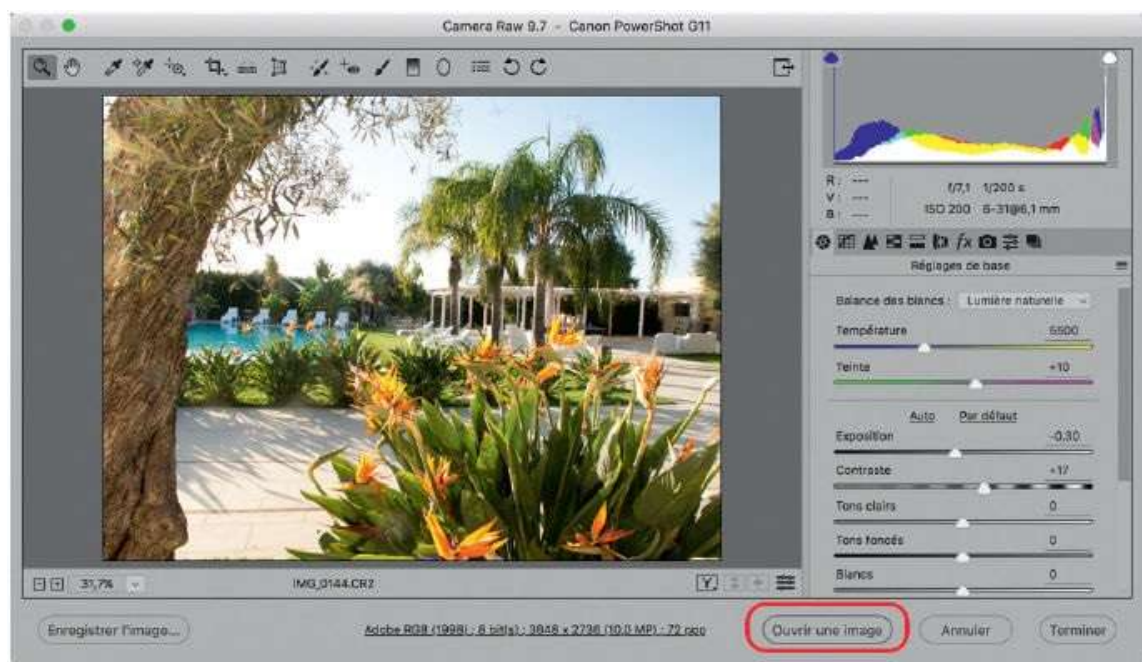 Camera Raw 9.7 - Canon PowerShot G11
R : ---
V : ---
B : ---
f/7,1 1/200 s
ISO 200 6-31@6,1 mm
fx
Réglages de base
Balance des blancs : Lumière naturelle
Température 5500
Teinte +10
Auto Par défaut
Exposition -0,30
Contraste +17
Tons clairs 0
Tons foncés 0
Blancs 0
31,7%
IMG_0144.CR2
Y
Enregistrer l'image...
Adobe RGB (1998) ; 8 bit(s) ; 3648 x 2736 (10,0 MP) ; 72 ppp
Ouvrir une image
Annuler
Terminer